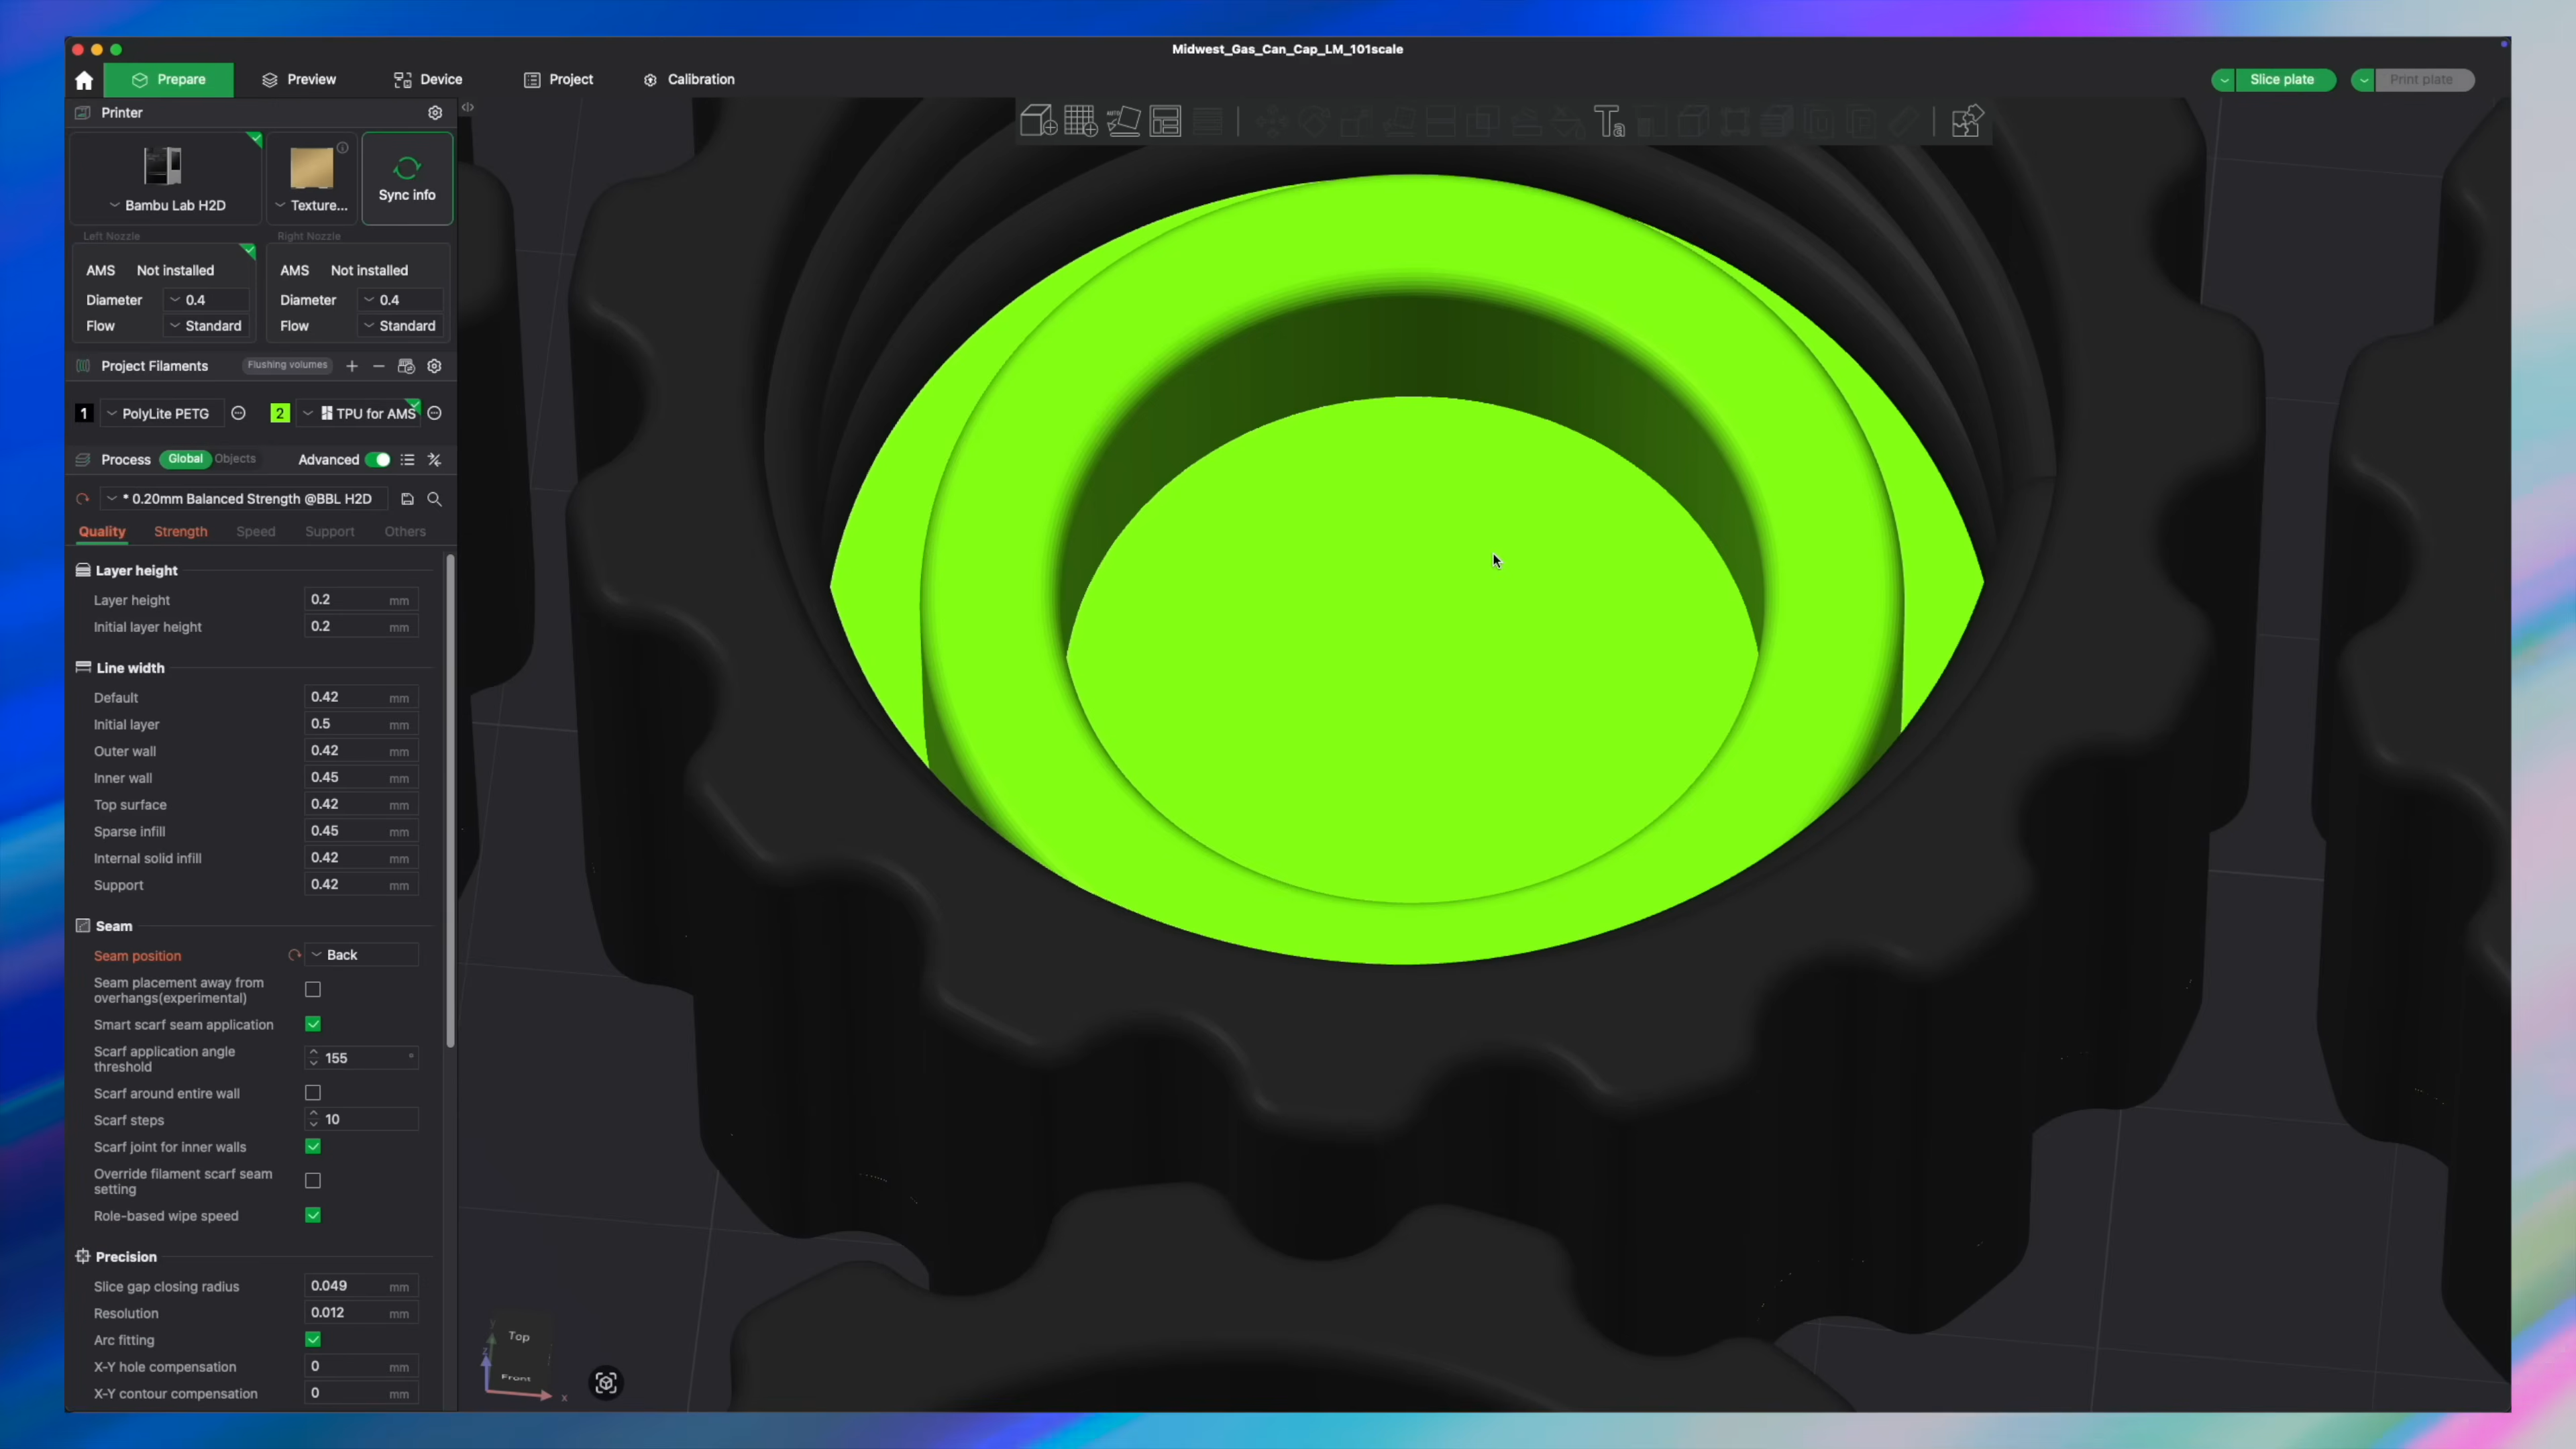 Midwest_Gas_Can_Cap_LM_101scale
Prepare
Preview
Device
Project
Calibration
Slice plate
Print plate
Printer
Bambu Lab H2D
Texture...
Sync info
Left Nozzle
Right Nozzle
AMS Not installed
AMS Not installed
Diameter 0.4
Diameter 0.4
Flow Standard
Flow Standard
Project Filaments
Flushing volumes
1 PolyLite PETG
2 TPU for AMS
Process Global Objects Advanced
* 0.20mm Balanced Strength @BBL H2D
Quality Strength Speed Support Others
Layer height
Layer height 0.2 mm
Initial layer height 0.2 mm
Line width
Default 0.42 mm
Initial layer 0.5 mm
Outer wall 0.42 mm
Inner wall 0.45 mm
Top surface 0.42 mm
Sparse infill 0.45 mm
Internal solid infill 0.42 mm
Support 0.42 mm
Seam
Seam position Back
Seam placement away from
overhangs(experimental)
Smart scarf seam application
Scarf application angle
threshold
155 °
Scarf around entire wall
Scarf steps 10
Scarf joint for inner walls
Override filament scarf seam
setting
Role-based wipe speed
Precision
Slice gap closing radius 0.049 mm
Resolution 0.012 mm
Arc fitting
X-Y hole compensation 0 mm
X-Y contour compensation 0 mm
Top
Front
y
z
x
AUTO
Ta